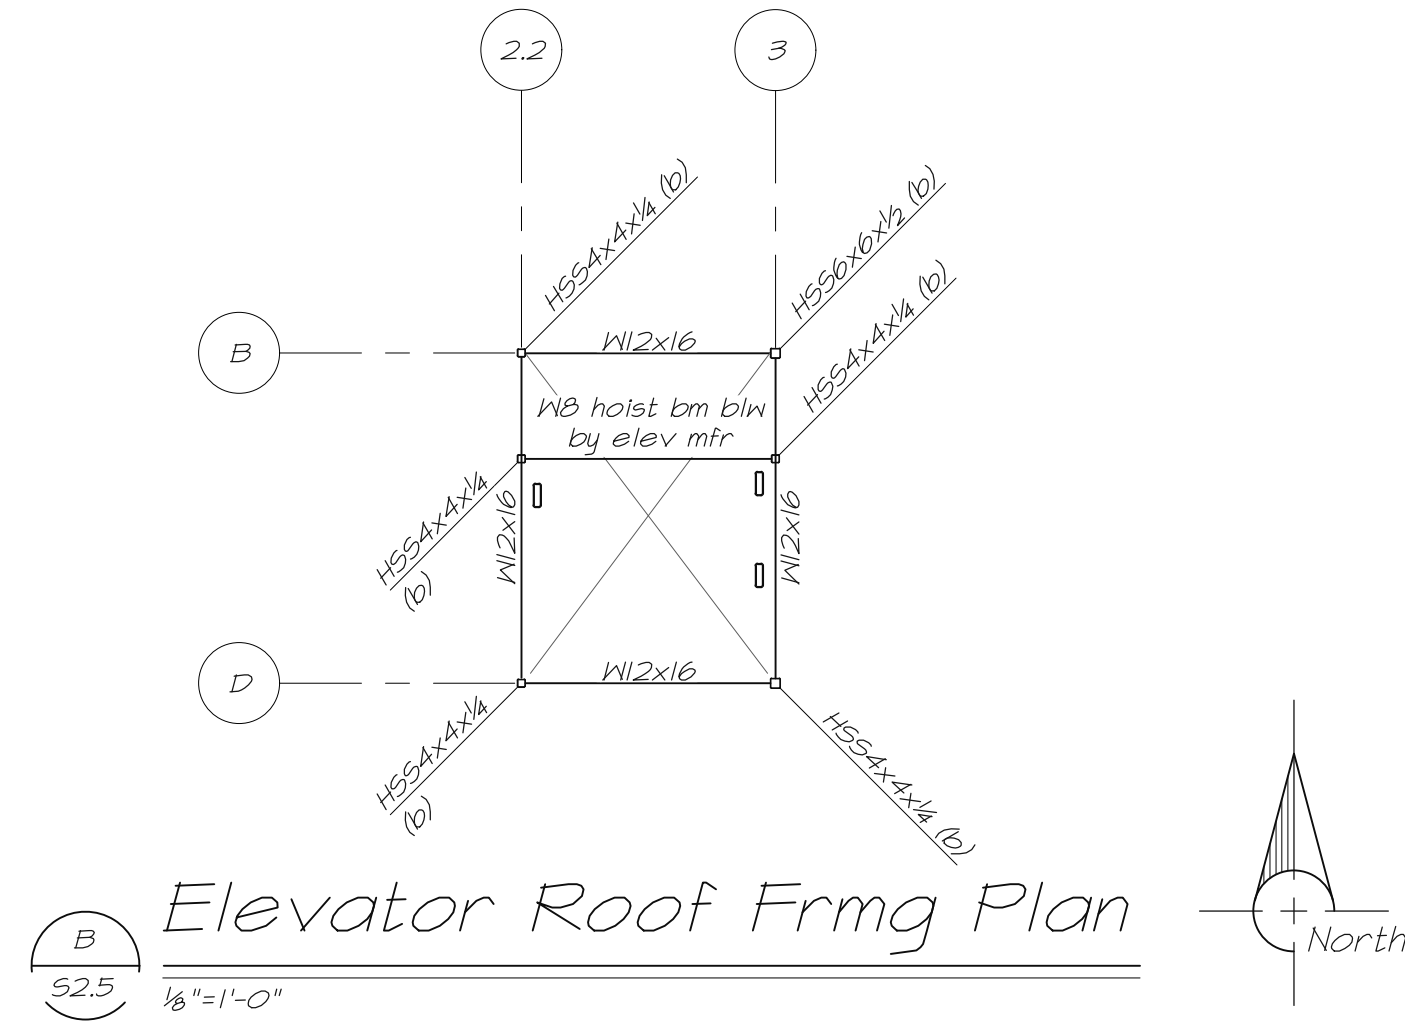 2.2
3
HSS4x4x1/4 (b)
HSS6x6x1/2 (b)
HSS4x4x1/4 (b)
B
W12x16
W8 hoist bm blw
by elev mfr
HSS4x4x1/4
(b)
W12x16
W12x16
D
W12x16
HSS4x4x1/4
(b)
HSS4x4x1/4 (b)
Elevator Roof Frmg Plan
B
S2.5
1/8"=1'-0"
North